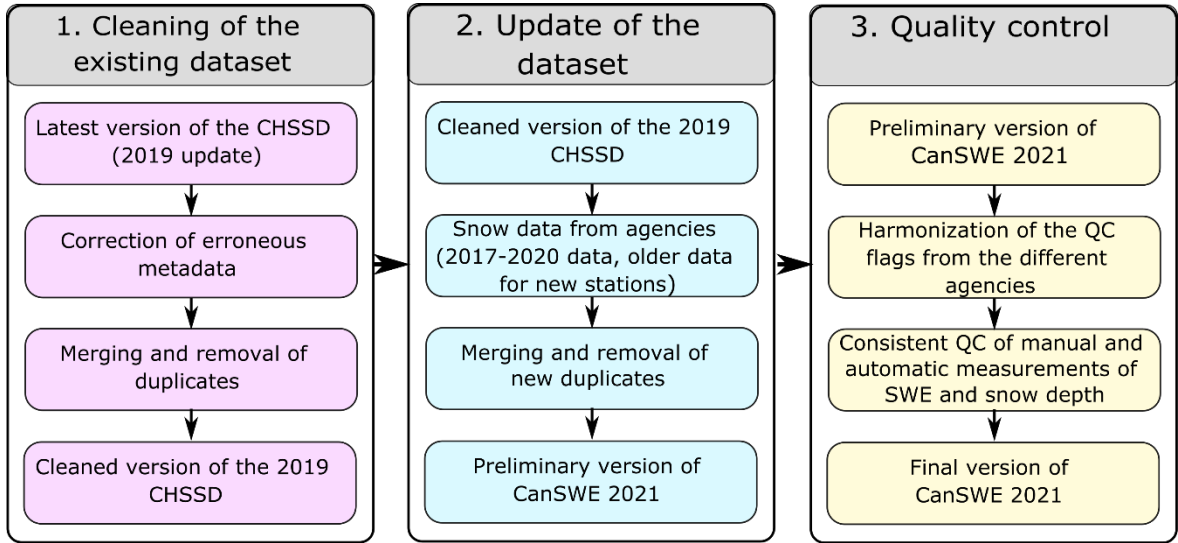 1. Cleaning of the
existing dataset
Latest version of the CHSSD
(2019 update)
Correction of erroneous
metadata
Merging and removal of
duplicates
Cleaned version of the 2019
CHSSD
2. Update of the
dataset
Cleaned version of the 2019
CHSSD
Snow data from agencies
(2017-2020 data, older data
for new stations)
Merging and removal of
new duplicates
Preliminary version of
CanSWE 2021
3. Quality control
Preliminary version of
CanSWE 2021
Harmonization of the QC
flags from the different
agencies
Consistent QC of manual and
automatic measurements of
SWE and snow depth
Final version of
CanSWE 2021